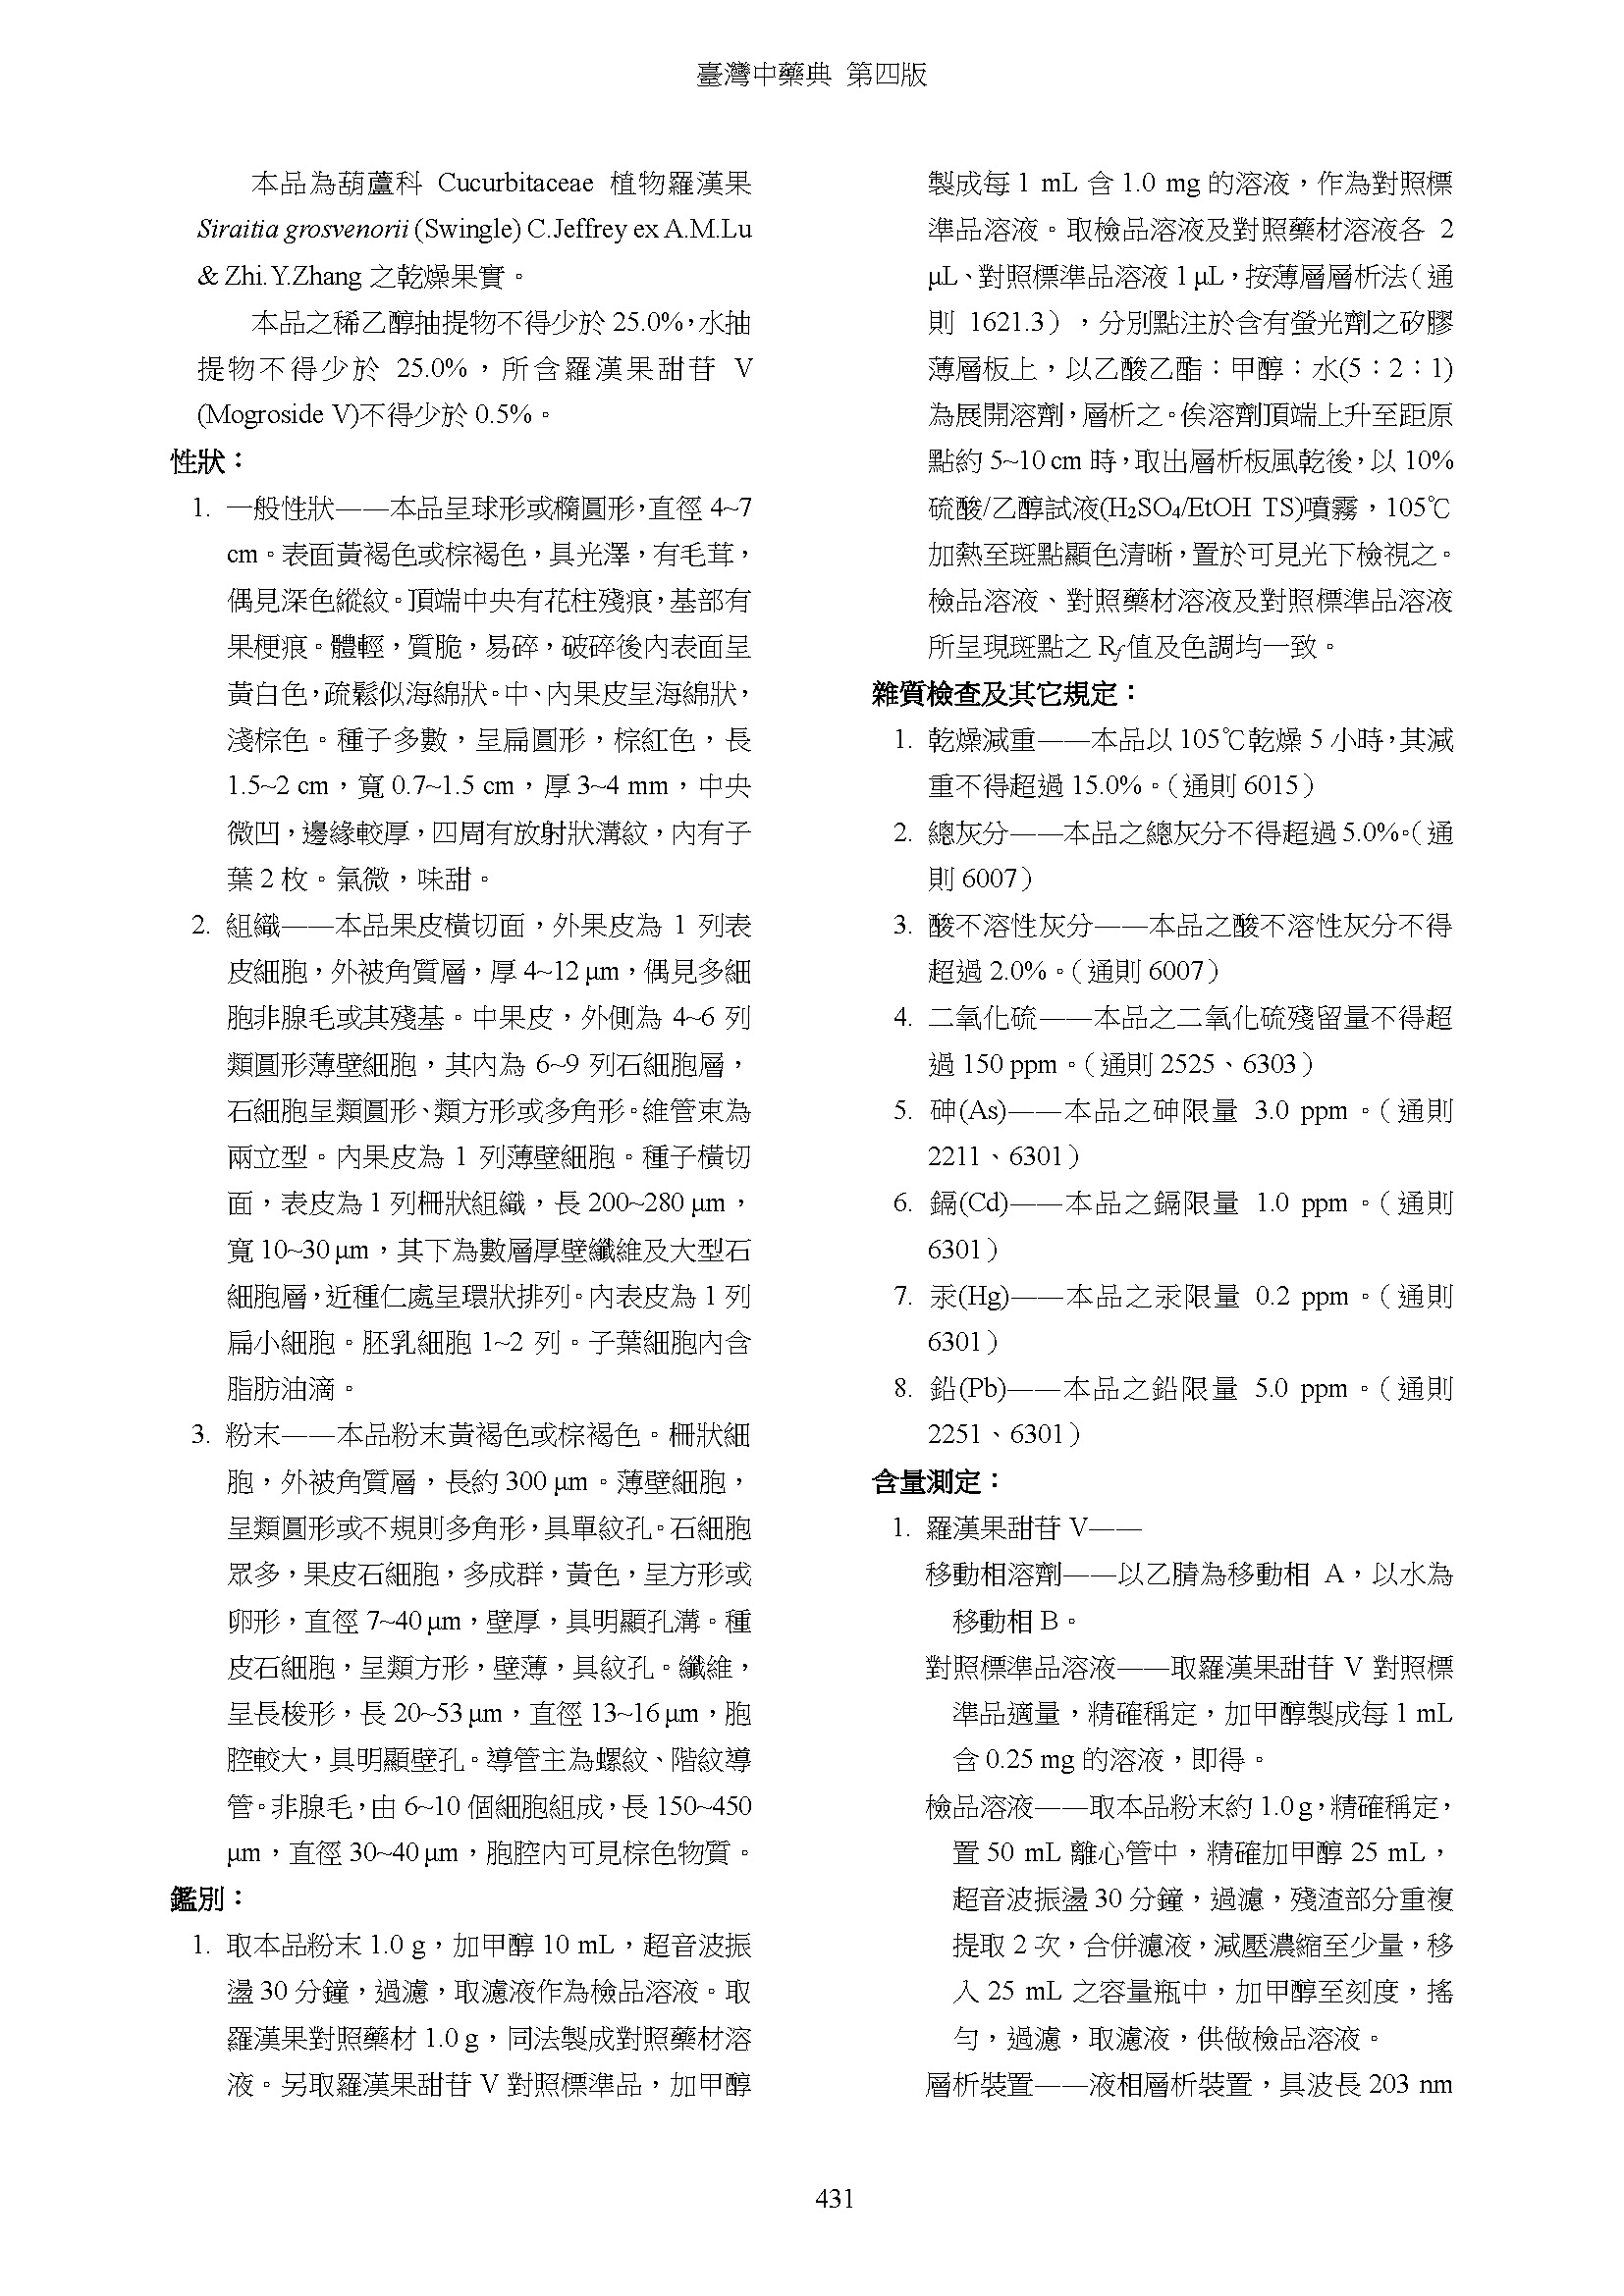 臺灣中藥典 第四版
本品為葫蘆科 Cucurbitaceae 植物羅漢果
Siraitia grosvenorii (Swingle) C.Jeffrey ex A.M.Lu
& Zhi. Y.Zhang 之乾燥果實。
本品之稀乙醇抽提物不得少於 25.0%，水抽
提物不得少於 25.0%，所含羅漢果甜苷 V
(Mogroside V)不得少於 0.5%。
性狀：
1. 一般性狀——本品呈球形或橢圓形，直徑 4~7
cm。表面黃褐色或棕褐色，具光澤，有毛茸，
偶見深色縱紋。頂端中央有花柱殘痕，基部有
果梗痕。體輕，質脆，易碎，破碎後內表面呈
黃白色，疏鬆似海綿狀。中、內果皮呈海綿狀，
淺棕色。種子多數，呈扁圓形，棕紅色，長
1.5~2 cm，寬 0.7~1.5 cm，厚 3~4 mm，中央
微凹，邊緣較厚，四周有放射狀溝紋，內有子
葉 2 枚。氣微，味甜。
2. 組織——本品果皮橫切面，外果皮為 1 列表
皮細胞，外被角質層，厚 4~12 μm，偶見多細
胞非腺毛或其殘基。中果皮，外側為 4~6 列
類圓形薄壁細胞，其內為 6~9 列石細胞層，
石細胞呈類圓形、類方形或多角形。維管束為
兩立型。內果皮為 1 列薄壁細胞。種子橫切
面，表皮為 1 列柵狀組織，長 200~280 μm，
寬 10~30 μm，其下為數層厚壁纖維及大型石
細胞層，近種仁處呈環狀排列。內表皮為 1 列
扁小細胞。胚乳細胞 1~2 列。子葉細胞內含
脂肪油滴。
3. 粉末——本品粉末黃褐色或棕褐色。柵狀細
胞，外被角質層，長約 300 μm。薄壁細胞，
呈類圓形或不規則多角形，具單紋孔。石細胞
眾多，果皮石細胞，多成群，黃色，呈方形或
卵形，直徑 7~40 μm，壁厚，具明顯孔溝。種
皮石細胞，呈類方形，壁薄，具紋孔。纖維，
呈長梭形，長 20~53 μm，直徑 13~16 μm，胞
腔較大，具明顯壁孔。導管主為螺紋、階紋導
管。非腺毛，由 6~10 個細胞組成，長 150~450
μm，直徑 30~40 μm，胞腔內可見棕色物質。
鑑別：
1. 取本品粉末 1.0 g，加甲醇 10 mL，超音波振
盪 30 分鐘，過濾，取濾液作為檢品溶液。取
羅漢果對照藥材 1.0 g，同法製成對照藥材溶
液。另取羅漢果甜苷 V 對照標準品，加甲醇
製成每 1 mL 含 1.0 mg 的溶液，作為對照標
準品溶液。取檢品溶液及對照藥材溶液各 2
μL、對照標準品溶液 1 μL，按薄層層析法（通
則 1621.3），分別點注於含有螢光劑之矽膠
薄層板上，以乙酸乙酯：甲醇：水(5：2：1)
為展開溶劑，層析之。俟溶劑頂端上升至距原
點約 5~10 cm 時，取出層析板風乾後，以 10%
硫酸/乙醇試液(H₂SO₄/EtOH TS)噴霧，105℃
加熱至斑點顯色清晰，置於可見光下檢視之。
檢品溶液、對照藥材溶液及對照標準品溶液
所呈現斑點之 Rf值及色調均一致。
雜質檢查及其它規定：
1. 乾燥減重——本品以 105℃乾燥 5 小時，其減
重不得超過 15.0%。（通則 6015）
2. 總灰分——本品之總灰分不得超過 5.0%。（通
則 6007）
3. 酸不溶性灰分——本品之酸不溶性灰分不得
超過 2.0%。（通則 6007）
4. 二氧化硫——本品之二氧化硫殘留量不得超
過 150 ppm。（通則 2525、6303）
5. 砷(As)——本品之砷限量 3.0 ppm。（通則
2211、6301）
6. 鎘(Cd)——本品之鎘限量 1.0 ppm。（通則
6301）
7. 汞(Hg)——本品之汞限量 0.2 ppm。（通則
6301）
8. 鉛(Pb)——本品之鉛限量 5.0 ppm。（通則
2251、6301）
含量測定：
1. 羅漢果甜苷 V——
移動相溶劑——以乙腈為移動相 A，以水為
移動相 B。
對照標準品溶液——取羅漢果甜苷 V 對照標
準品適量，精確稱定，加甲醇製成每 1 mL
含 0.25 mg 的溶液，即得。
檢品溶液——取本品粉末約 1.0 g，精確稱定，
置 50 mL 離心管中，精確加甲醇 25 mL，
超音波振盪 30 分鐘，過濾，殘渣部分重複
提取 2 次，合併濾液，減壓濃縮至少量，移
入 25 mL 之容量瓶中，加甲醇至刻度，搖
勻，過濾，取濾液，供做檢品溶液。
層析裝置——液相層析裝置，具波長 203 nm
431